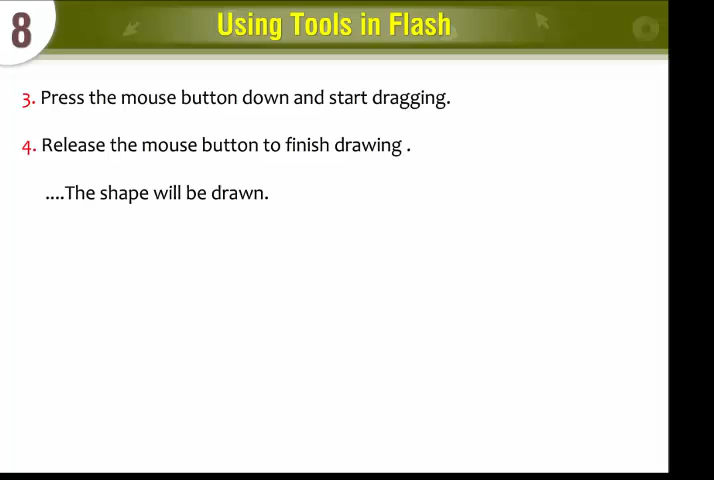 8
Using Tools in Flash
3. Press the mouse button down and start dragging.
4. Release the mouse button to finish drawing .
....The shape will be drawn.